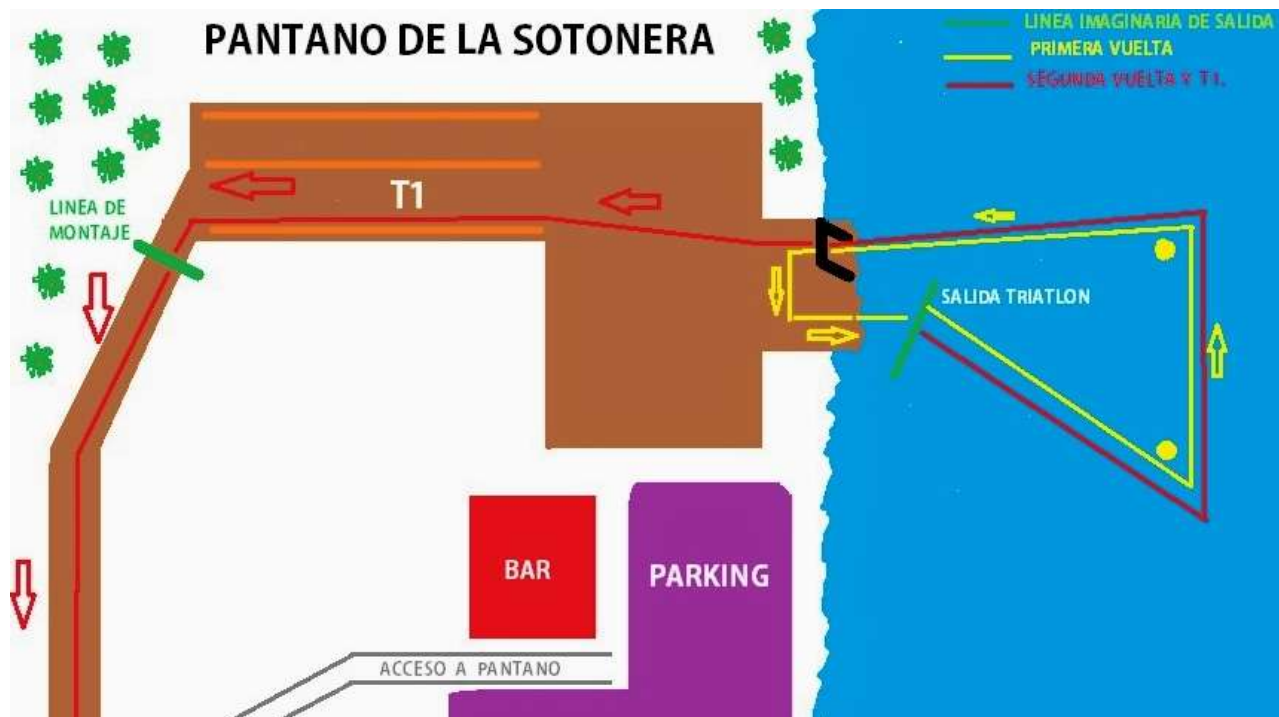 PANTANO DE LA SOTONERA
LINEA IMAGINARIA DE SALIDA
PRIMERA VUELTA
SEGUNDA VUELTA Y T1.
T1
LINEA DE
MONTAJE
SALIDA TRIATLON
BAR
PARKING
ACCESO A PANTANO